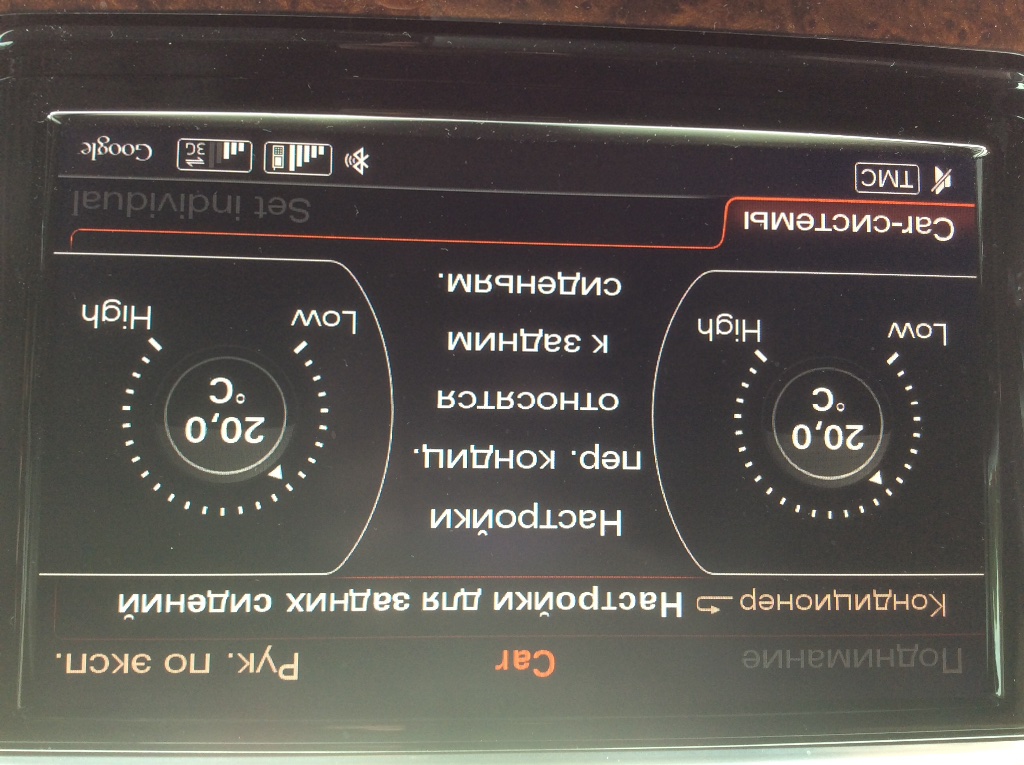 Поднимание Car Рук. по эксп.
Кондиционер Настройки для задних сидений
Настройки
пер. кондиц.
относятся
к задним
сиденьям.
20,0
°C
Low High
20,0
°C
Low High
Car-системы Set individual
TMC 3G Google